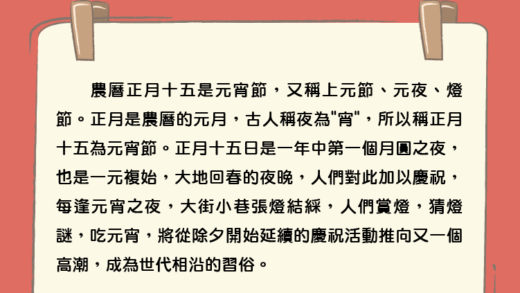 農曆正月十五是元宵節，又稱上元節、元夜、燈
節。正月是農曆的元月，古人稱夜為"宵"，所以稱正月
十五為元宵節。正月十五日是一年中第一個月圓之夜，
也是一元複始，大地回春的夜晚，人們對此加以慶祝，
每逢元宵之夜，大街小巷張燈結綵，人們賞燈，猜燈
謎，吃元宵，將從除夕開始延續的慶祝活動推向又一個
高潮，成為世代相沿的習俗。